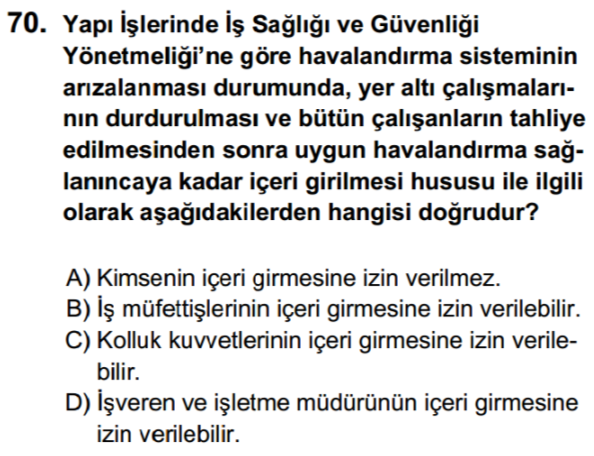 70. Yapı İşlerinde İş Sağlığı ve Güvenliği
Yönetmeliği’ne göre havalandırma sisteminin
arızalanması durumunda, yer altı çalışmaları-
nın durdurulması ve bütün çalışanların tahliye
edilmesinden sonra uygun havalandırma sağ-
lanıncaya kadar içeri girilmesi hususu ile ilgili
olarak aşağıdakilerden hangisi doğrudur?
A) Kimsenin içeri girmesine izin verilmez.
B) İş müfettişlerinin içeri girmesine izin verilebilir.
C) Kolluk kuvvetlerinin içeri girmesine izin verile-
bilir.
D) İşveren ve işletme müdürünün içeri girmesine
izin verilebilir.